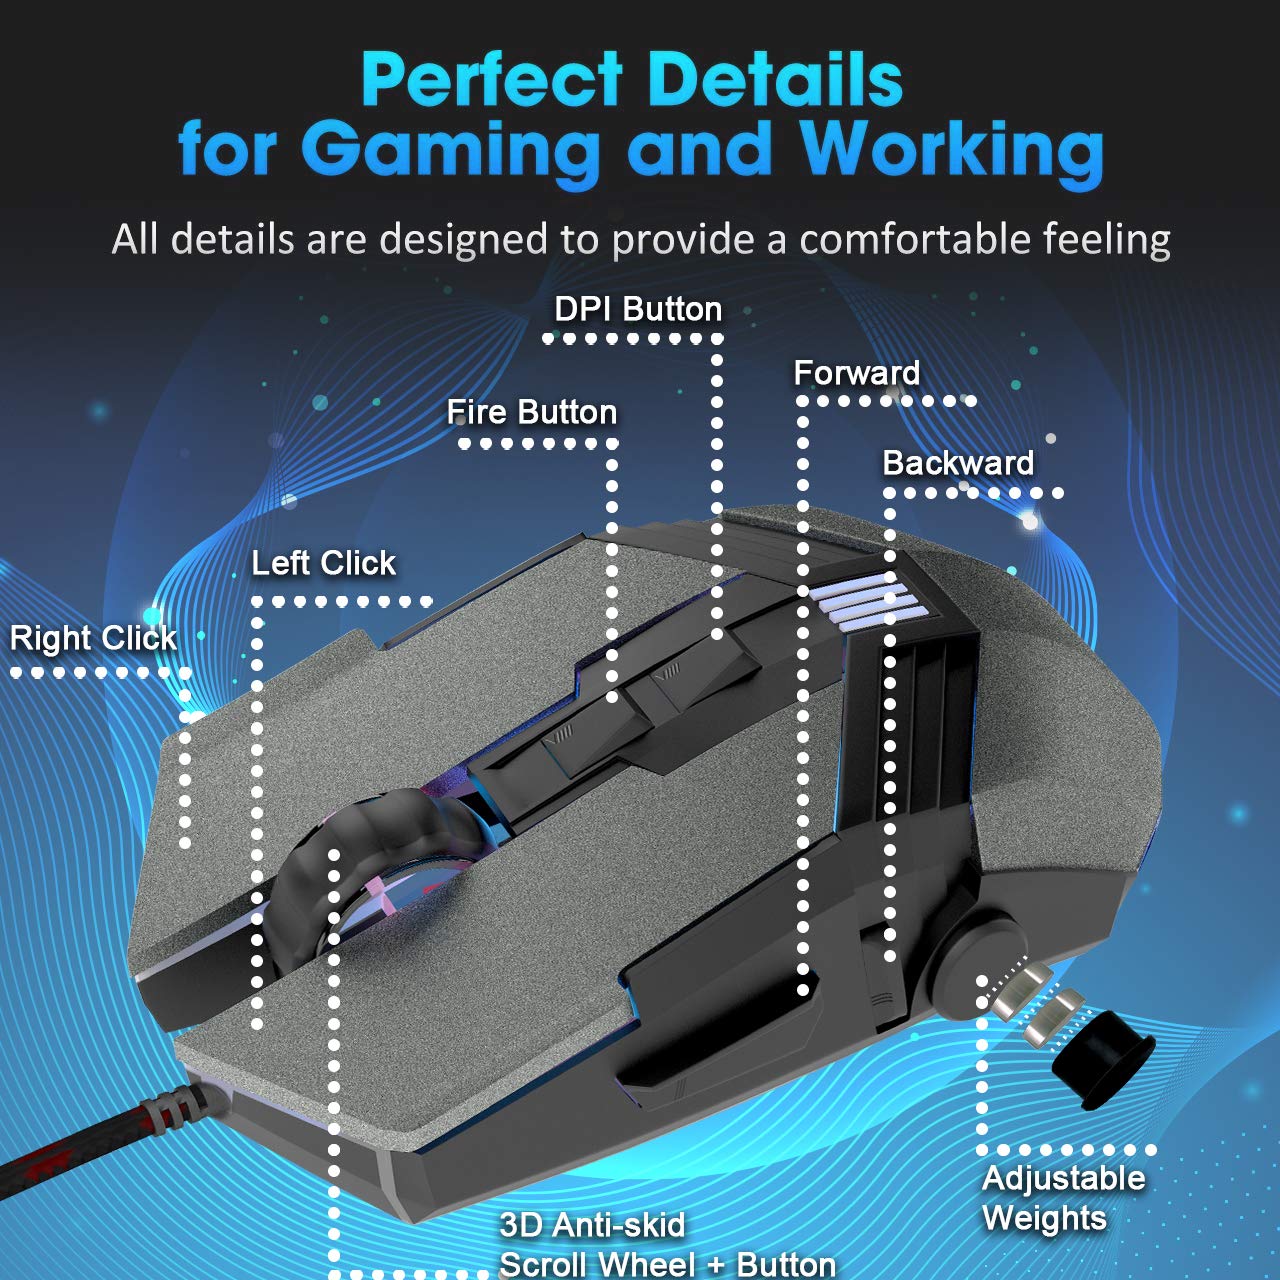 Perfect Details
for Gaming and Working
All details are designed to provide a comfortable feeling
DPI Button
Forward
Fire Button
Backward
Left Click
Right Click
Adjustable
Weights
3D Anti-skid
Scroll Wheel + Button